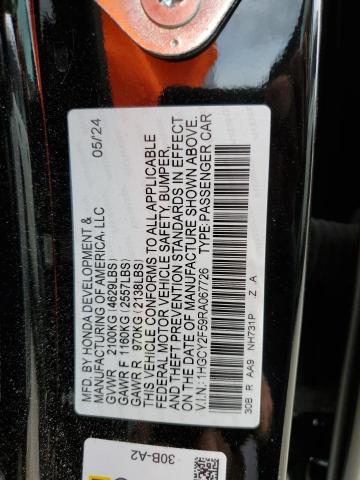 MFD. BY HONDA DEVELOPMENT & 05/'24
MANUFACTURING OF AMERICA, LLC
GVWR 2100KG (4629LBS)
GAWR F 1160KG (2557LBS)
GAWR R 970KG (2138LBS)
THIS VEHICLE CONFORMS TO ALL APPLICABLE
FEDERAL MOTOR VEHICLE SAFETY, BUMPER,
AND THEFT PREVENTION STANDARDS IN EFFECT
ON THE DATE OF MANUFACTURE SHOWN ABOVE.
V.I.N.: 1HGCY2F59RA067726 TYPE: PASSENGER CAR
30B R AA9 NH731P Z A
30B-A2